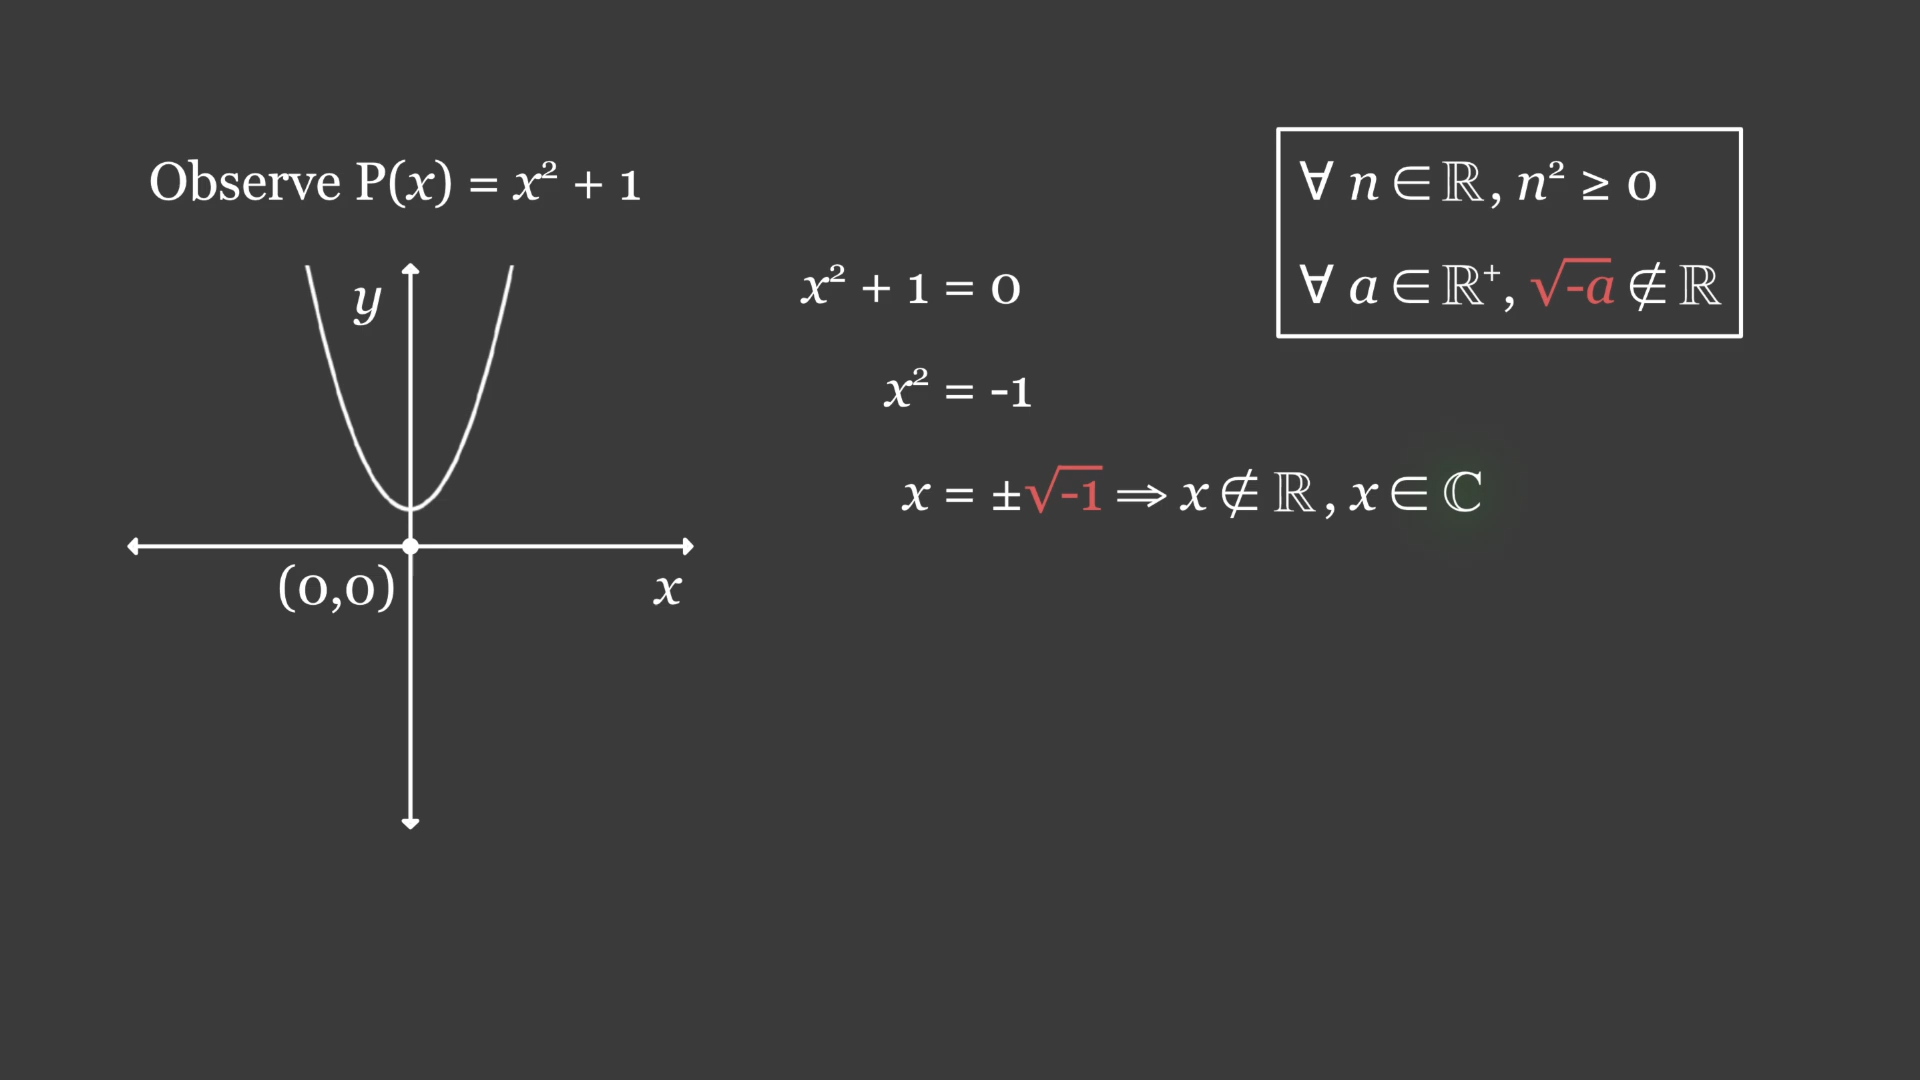 Observe P(x) = x² + 1
y
(0,0)
x
x² + 1 = 0
x² = -1
x = ±√-1 ⟹ x ∉ ℝ, x ∈ ℂ
∀ n ∈ ℝ, n² ≥ 0
∀ a ∈ ℝ⁺, √-a ∉ ℝ